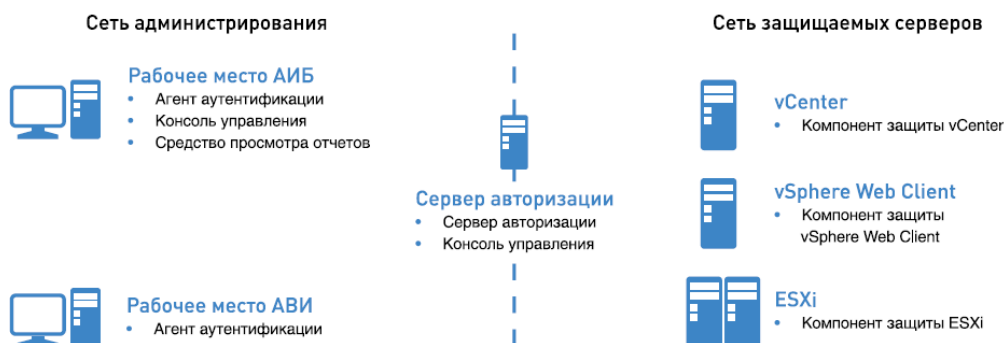 Сеть администрирования
Рабочее место АИБ
• Агент аутентификации
• Консоль управления
• Средство просмотра отчетов
Рабочее место АВИ
• Агент аутентификации
Сервер авторизации
• Сервер авторизации
• Консоль управления
Сеть защищаемых серверов
vCenter
• Компонент защиты vCenter
vSphere Web Client
• Компонент защиты
vSphere Web Client
ESXi
• Компонент защиты ESXi